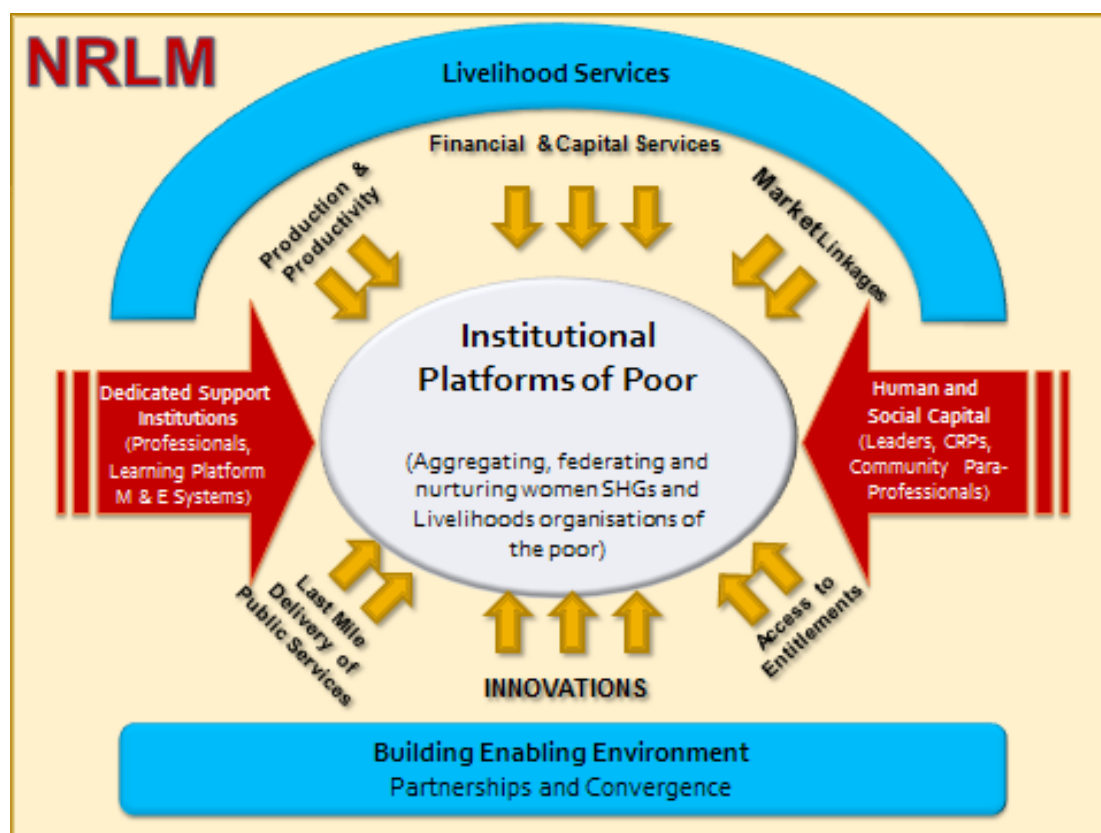 NRLM
Livelihood Services
Financial & Capital Services
Production &
Productivity
Market Linkages
Institutional
Platforms of Poor
(Aggregating, federating and
nurturing women SHGs and
Livelihoods organisations of
the poor)
Dedicated Support
Institutions
(Professionals,
Learning Platform
M & E Systems)
Human and
Social Capital
(Leaders, CRPs,
Community Para-
Professionals)
Last Mile
Delivery of
Public Services
INNOVATIONS
Access to
Entitlements
Building Enabling Environment
Partnerships and Convergence